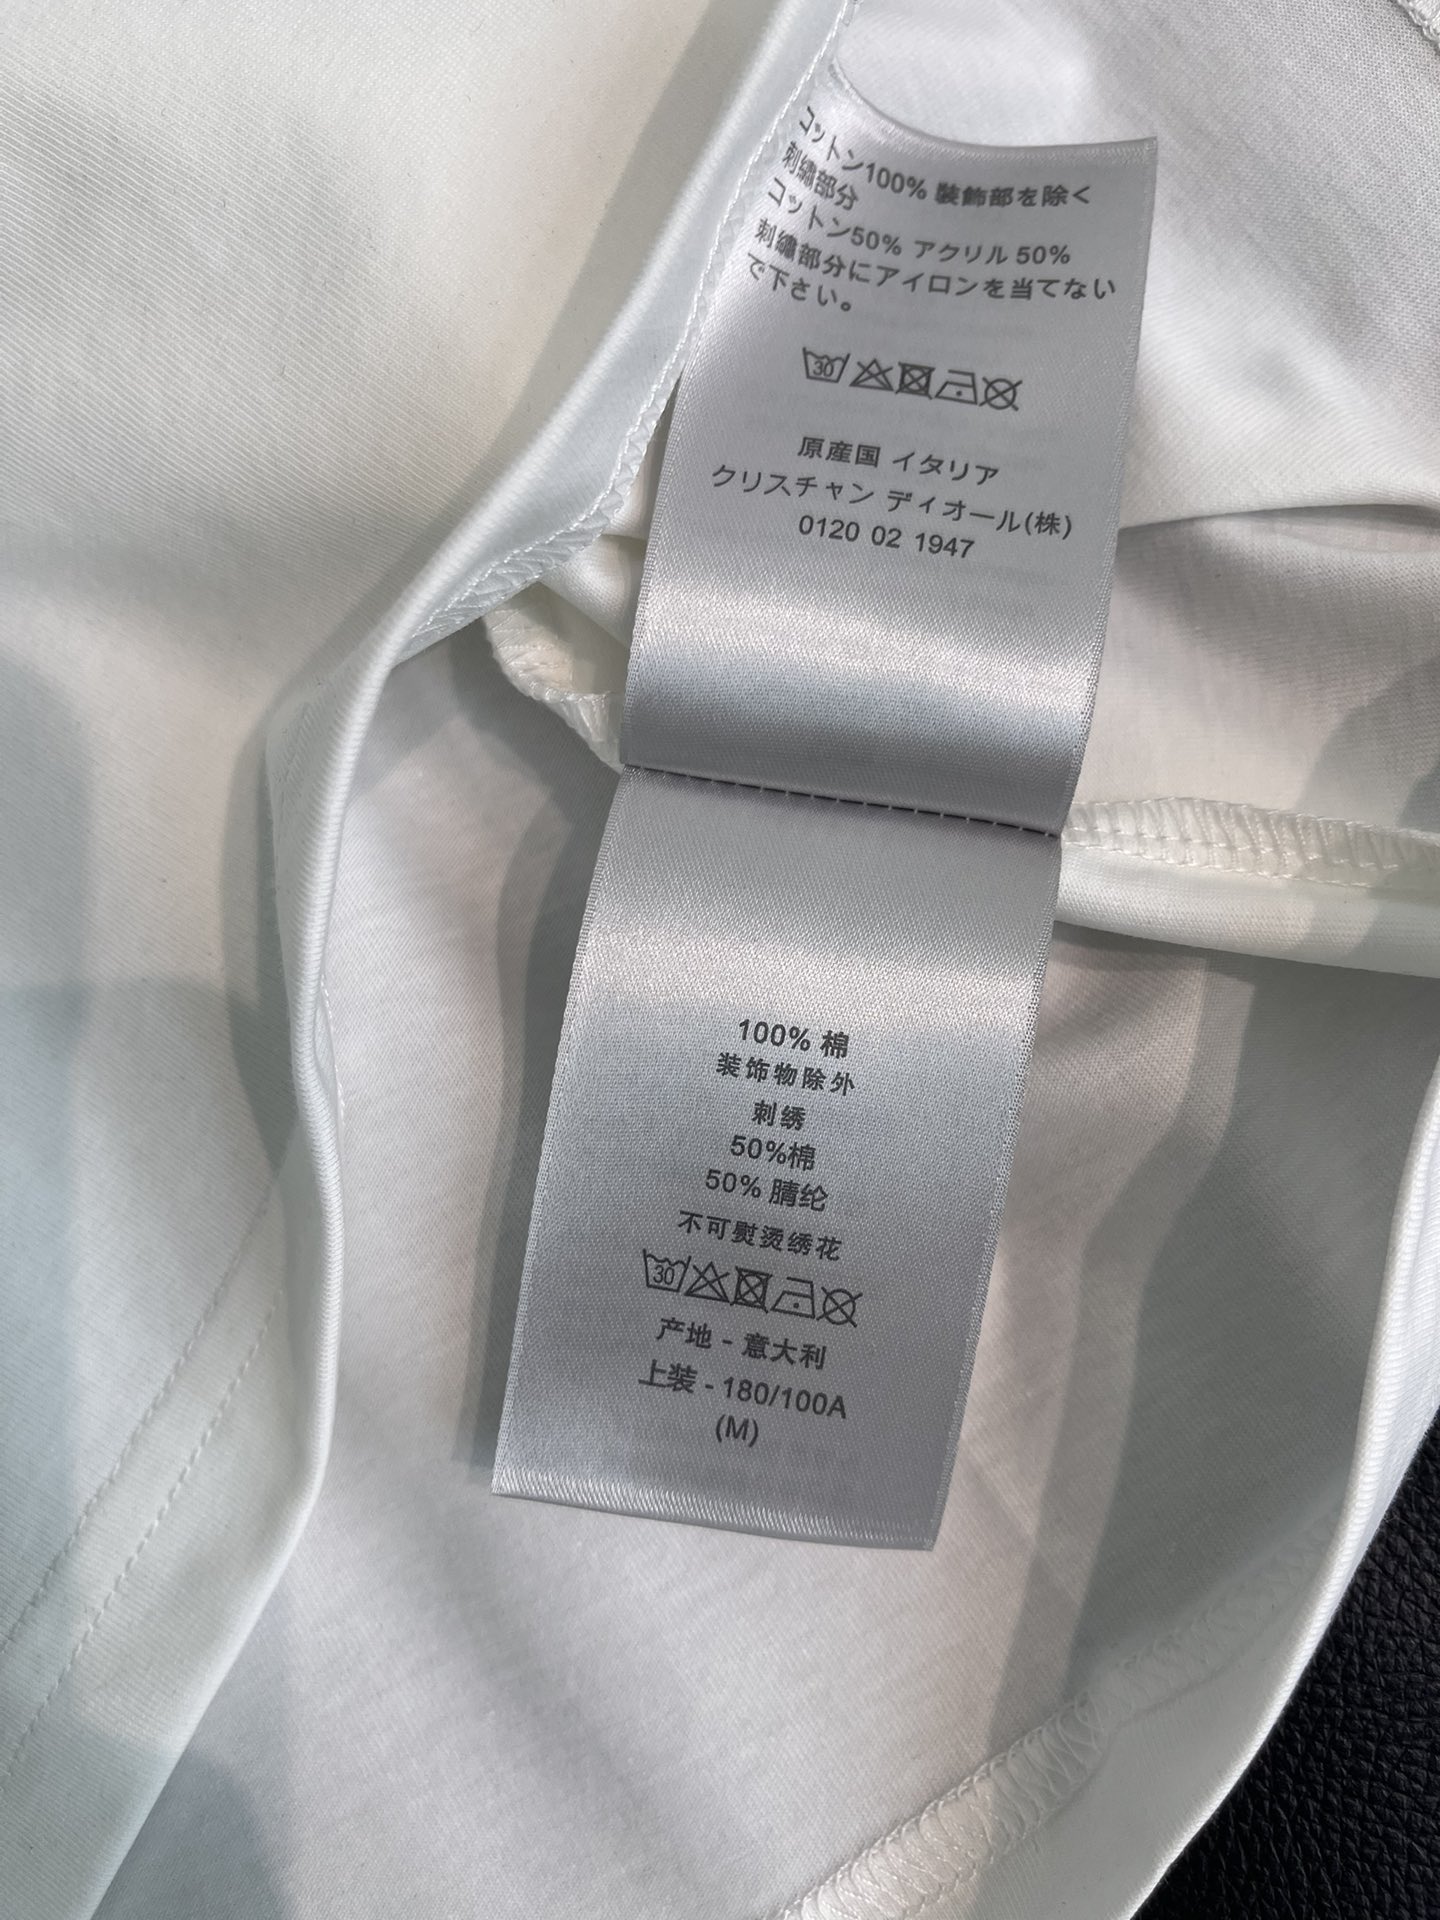 コットン100% 装飾部を除く
刺繍部分
コットン50% アクリル 50%
刺繍部分にアイロンを当てない
で下さい。
30
原産国 イタリア
クリスチャン ディオール(株)
0120 02 1947
100% 棉
装饰物除外
刺绣
50%棉
50% 腈纶
不可熨烫绣花
30
产地 - 意大利
上装 - 180/100A
(M)